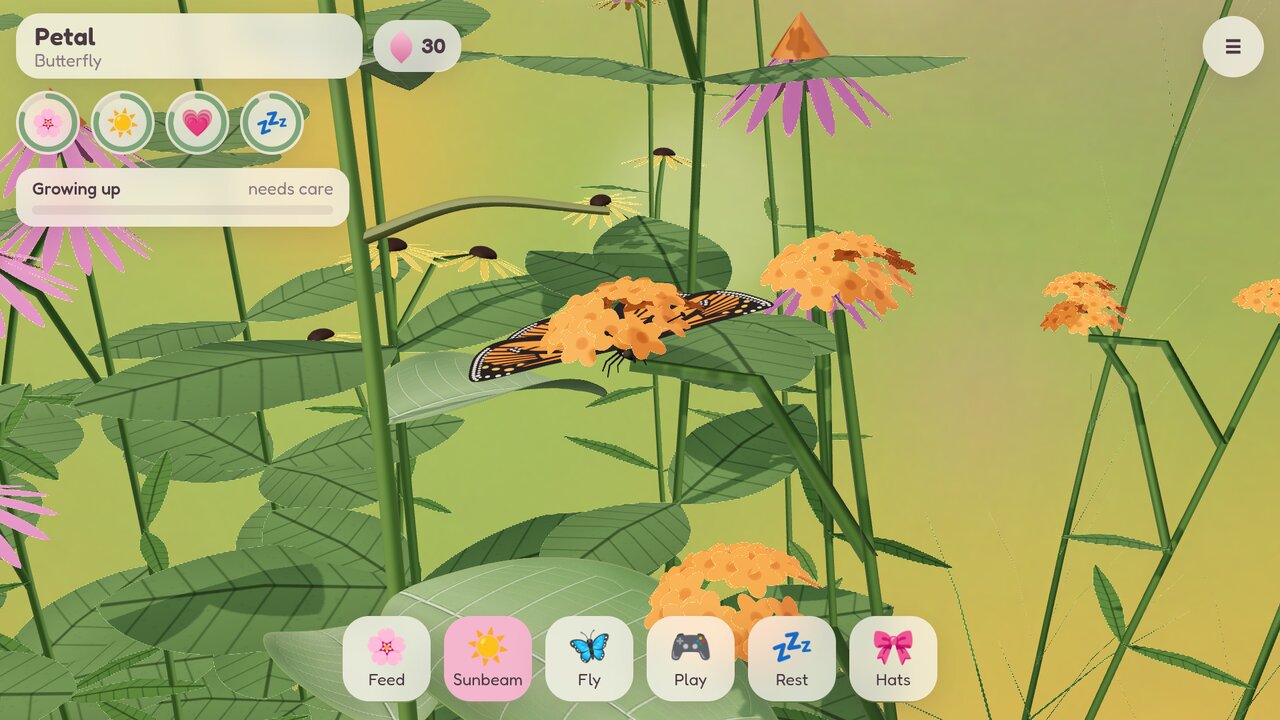 Petal
Butterfly
30
Growing up
needs care
Feed
Sunbeam
Fly
Play
Rest
Hats